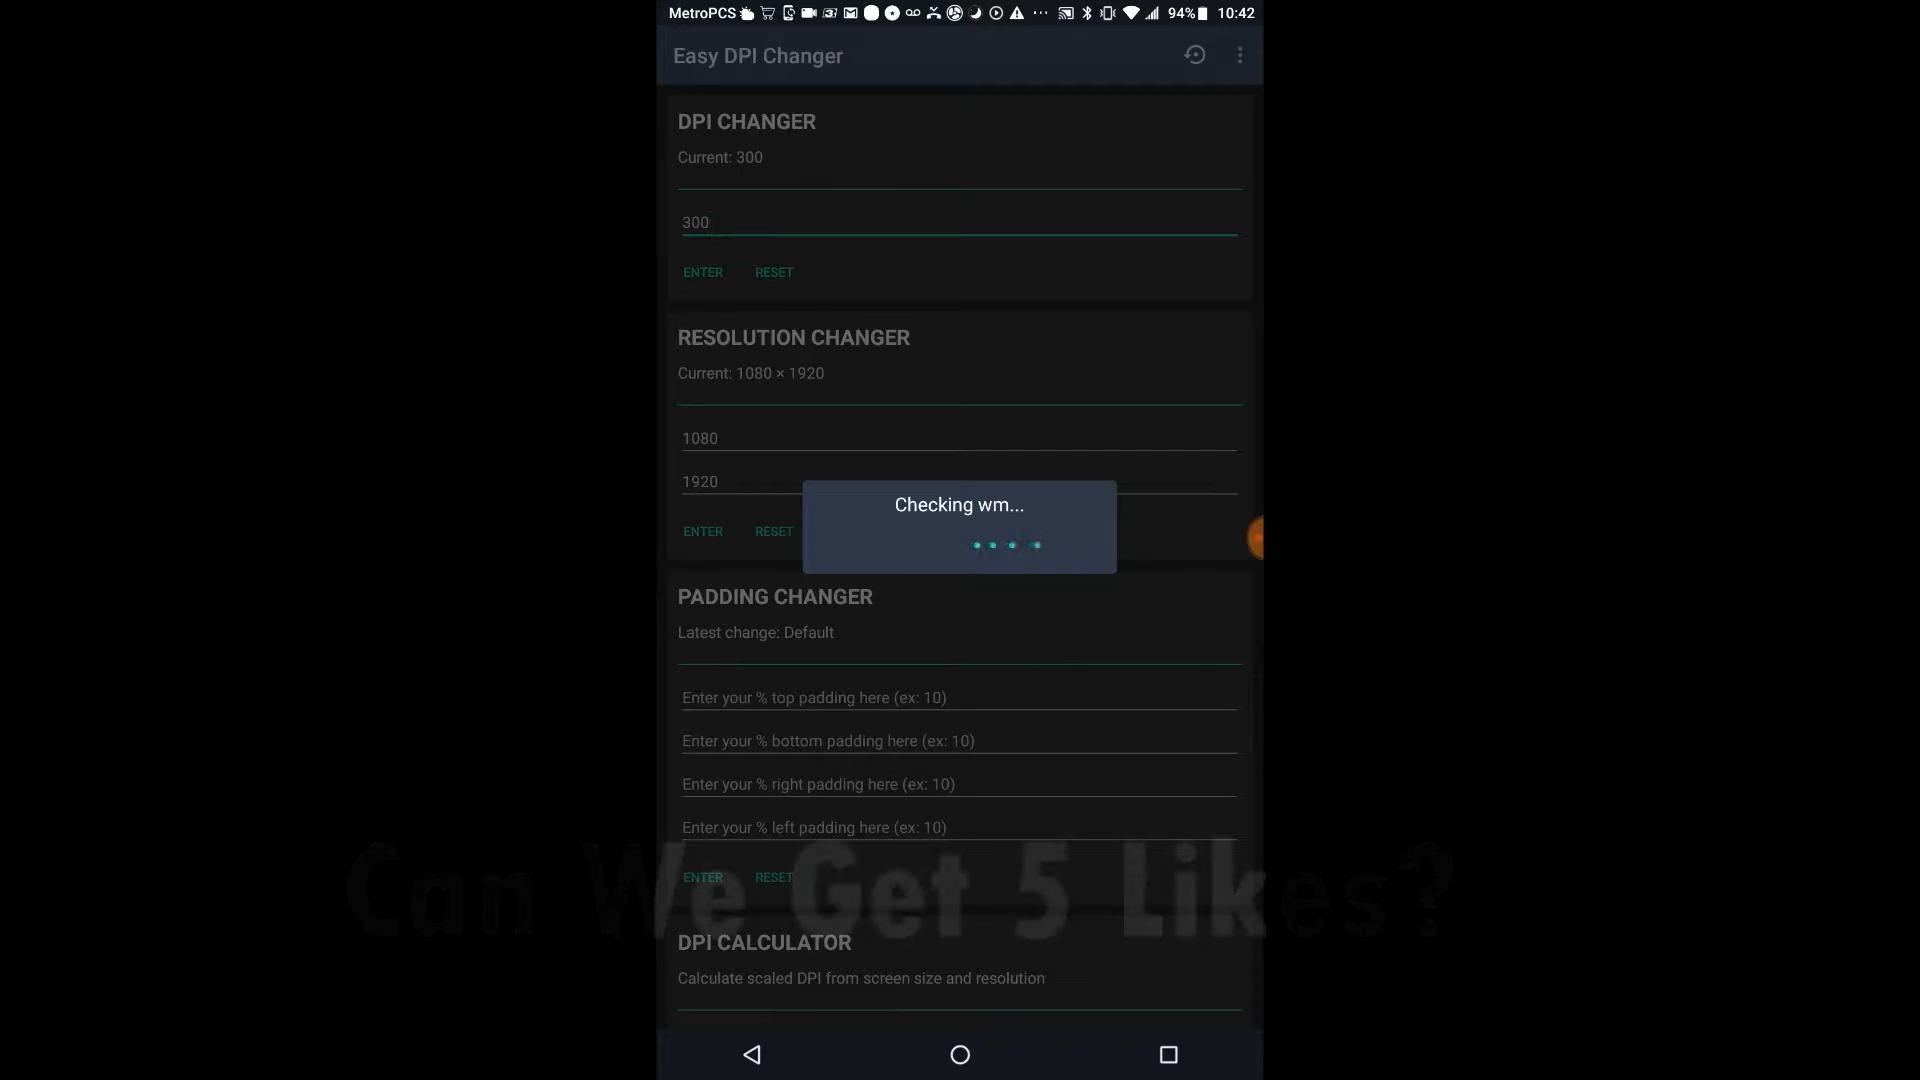 MetroPCS 94% 10:42
Easy DPI Changer
DPI CHANGER
Current: 300
300
ENTER RESET
RESOLUTION CHANGER
Current: 1080 × 1920
1080
1920
Checking wm...
ENTER RESET
PADDING CHANGER
Latest change: Default
Enter your % top padding here (ex: 10)
Enter your % bottom padding here (ex: 10)
Enter your % right padding here (ex: 10)
Enter your % left padding here (ex: 10)
ENTER RESET
Can We Get 5 Likes?
DPI CALCULATOR
Calculate scaled DPI from screen size and resolution